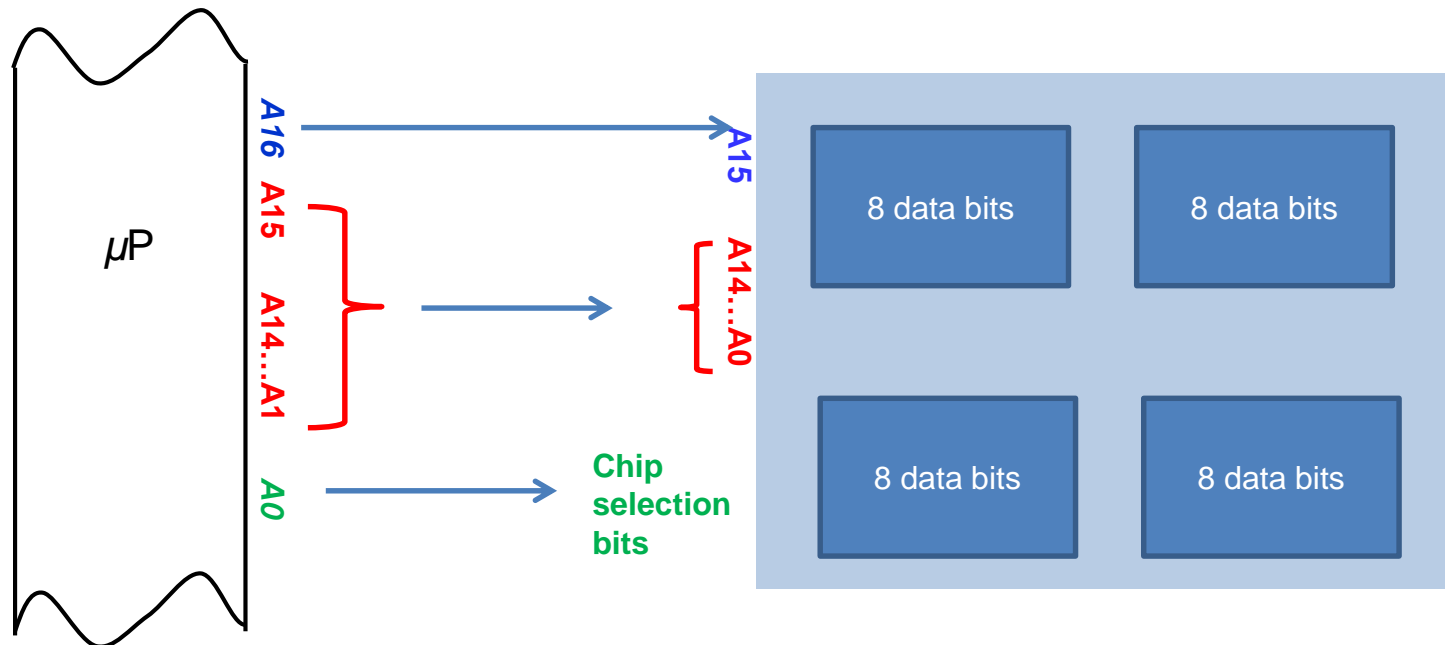 A16
A15
A14…A1
A0
µP
A15
A14…A0
Chip
selection
bits
8 data bits
8 data bits
8 data bits
8 data bits